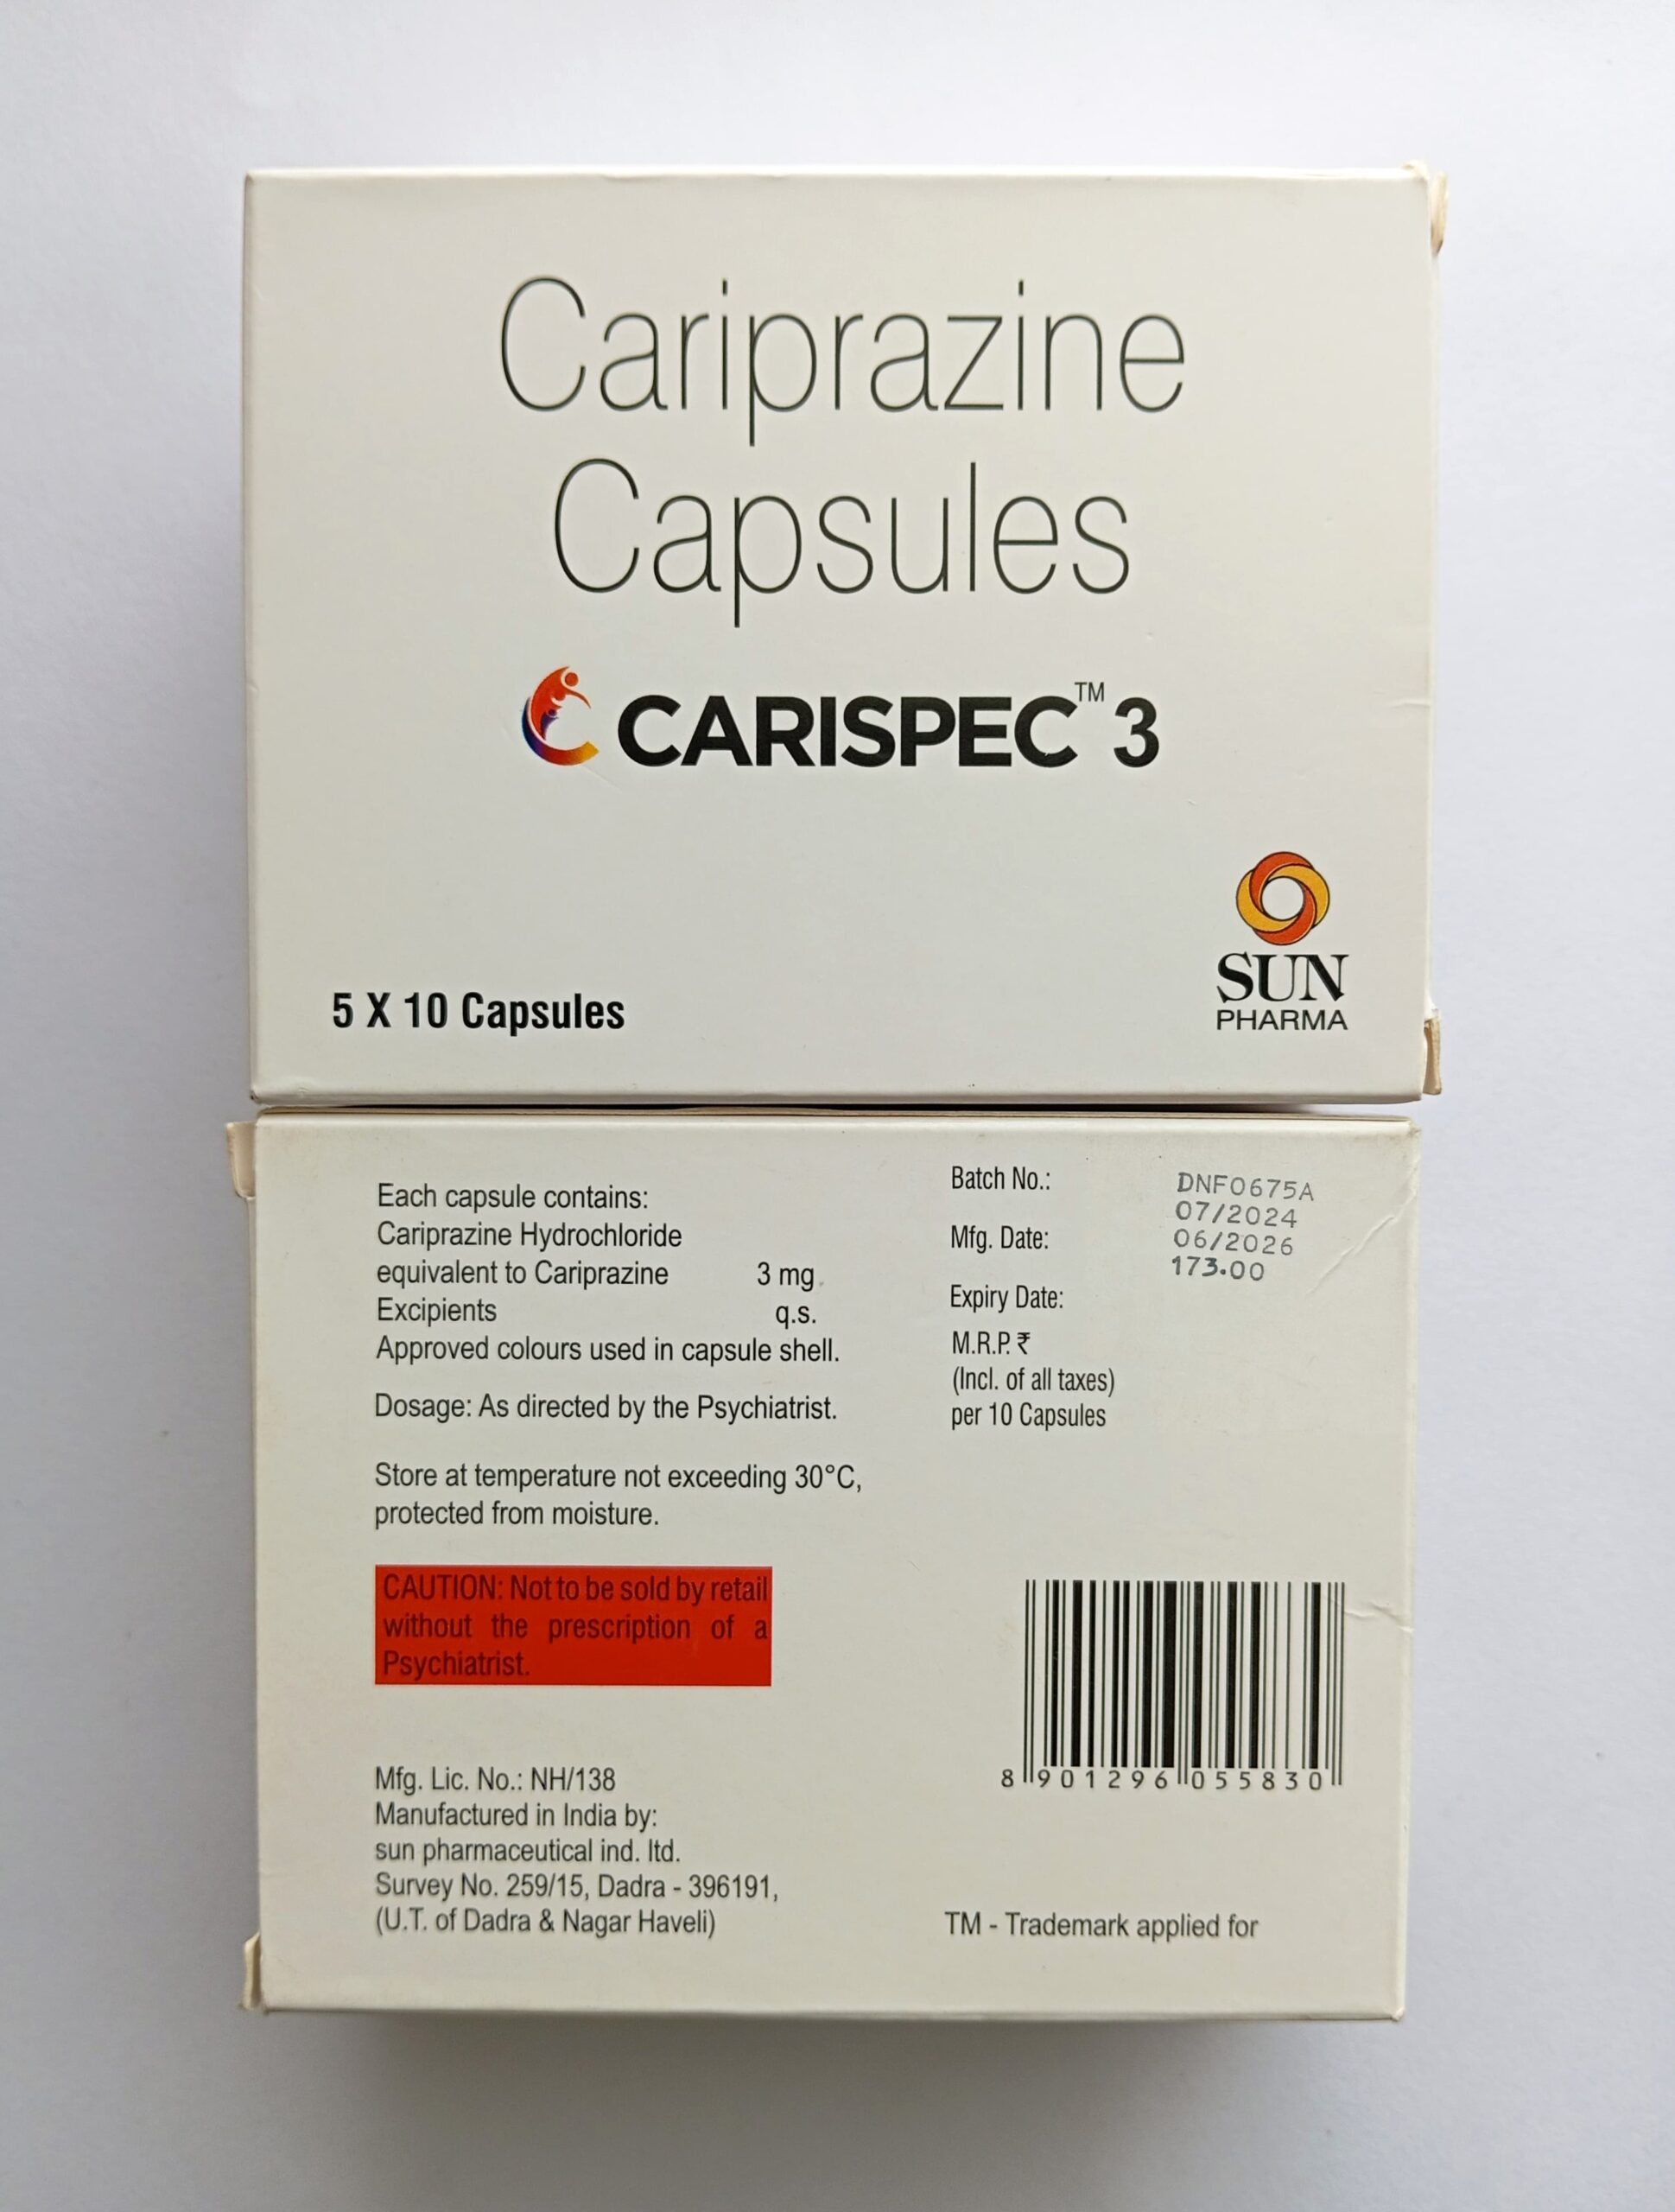 Cariprazine
Capsules
CARISPEC™ 3
SUN
PHARMA
5 X 10 Capsules
Each capsule contains:
Cariprazine Hydrochloride
equivalent to Cariprazine 3 mg
Excipients q.s.
Approved colours used in capsule shell.
Dosage: As directed by the Psychiatrist.
Store at temperature not exceeding 30°C,
protected from moisture.
CAUTION: Not to be sold by retail
without the prescription of a
Psychiatrist.
Mfg. Lic. No.: NH/138
Manufactured in India by:
sun pharmaceutical ind. ltd.
Survey No. 259/15, Dadra - 396191,
(U.T. of Dadra & Nagar Haveli)
Batch No.:
Mfg. Date:
Expiry Date:
M.R.P. ₹
(Incl. of all taxes)
per 10 Capsules
DNF0675A
07/2024
06/2026
173.00
8 901296 055830
TM - Trademark applied for